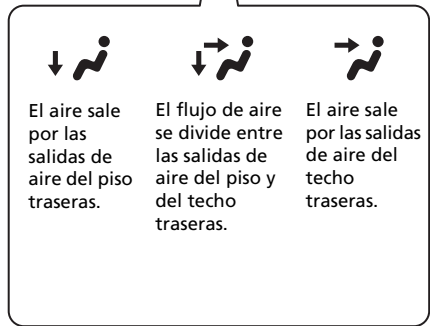 El aire sale
por las
salidas de
aire del piso
traseras.
El flujo de aire
se divide entre
las salidas de
aire del piso y
del techo
traseras.
El aire sale
por las salidas
de aire del
techo
traseras.